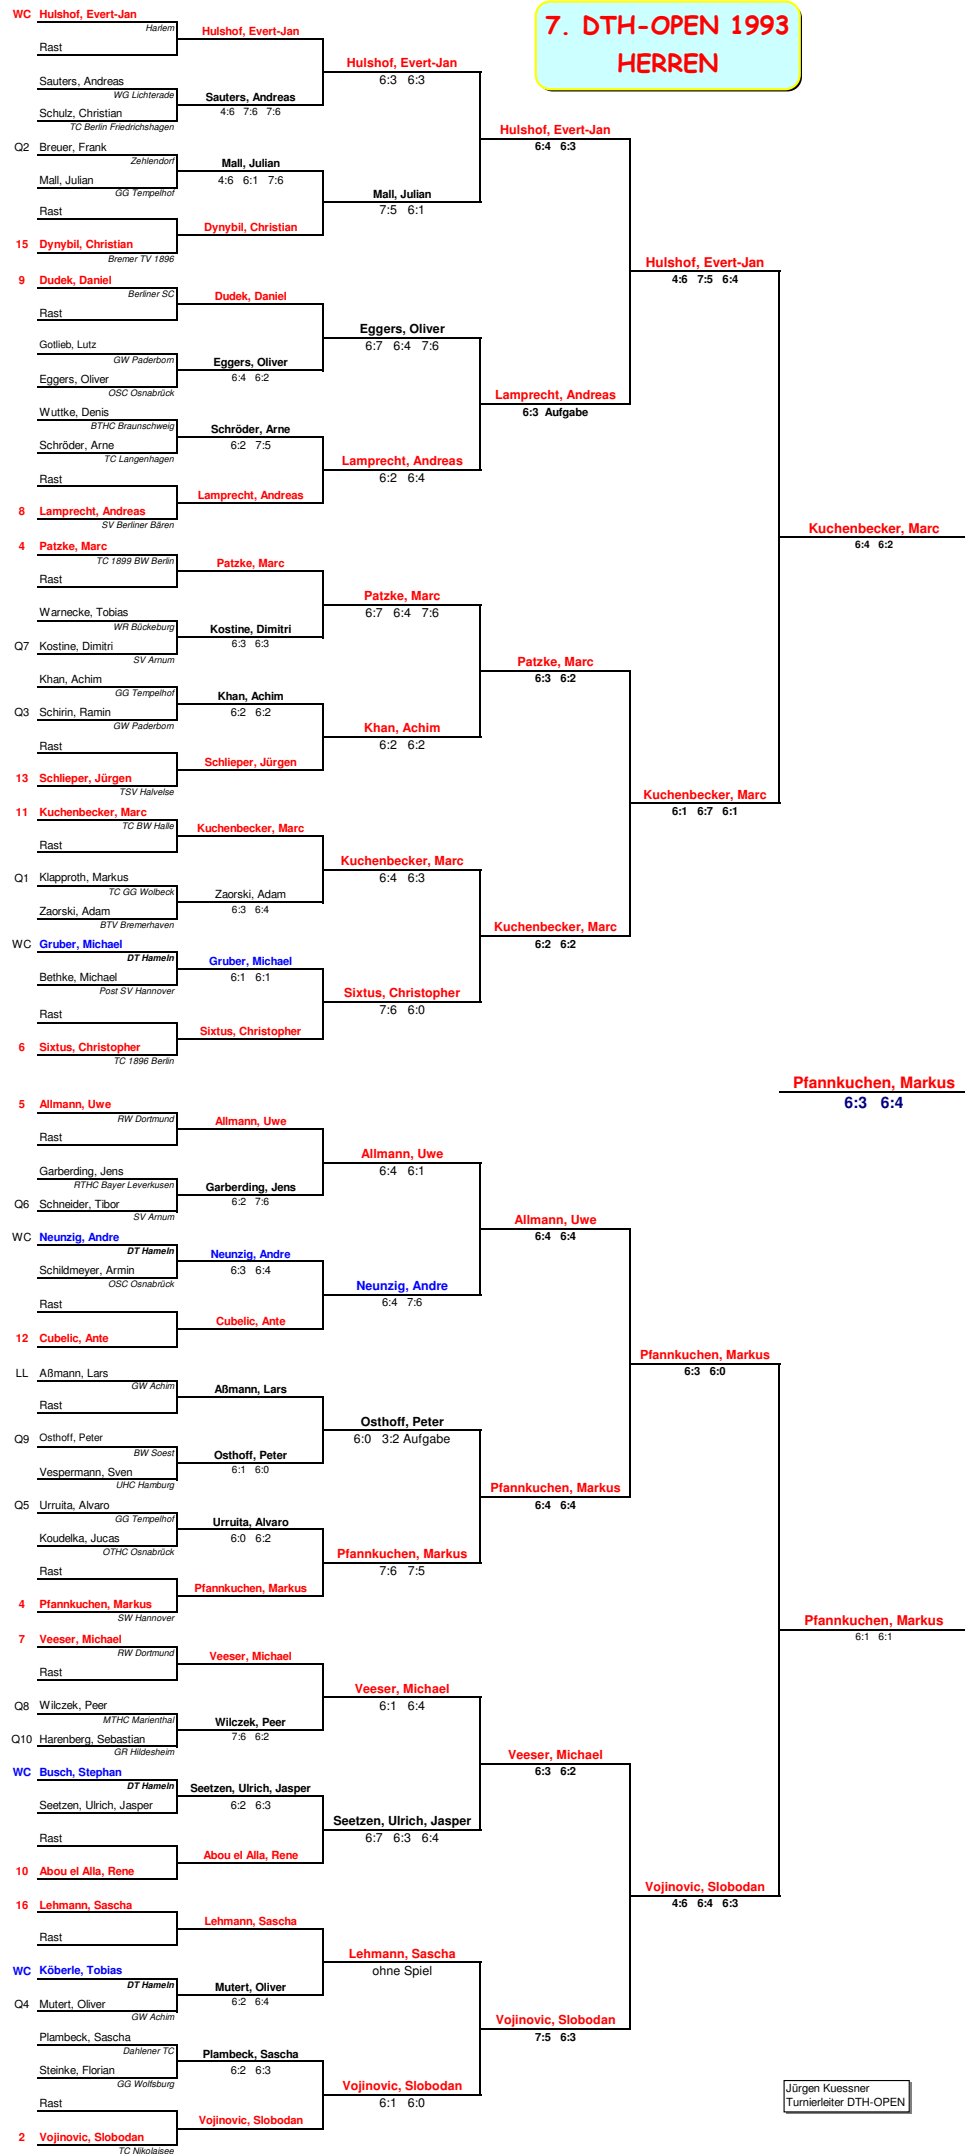 7. DTH-OPEN 1993
HERREN
WC Hulshof, Evert-Jan
Harlem
Rast
Hulshof, Evert-Jan
Sauters, Andreas
WG Lichterade
Schulz, Christian
TC Berlin Friedrichshagen
Sauters, Andreas
4:6 7:6 7:6
Hulshof, Evert-Jan
6:3 6:3
Q2 Breuer, Frank
Zehlendorf
Mall, Julian
GG Tempelhof
Mall, Julian
4:6 6:1 7:6
Rast
15 Dynybil, Christian
Bremer TV 1896
Dynybil, Christian
Mall, Julian
7:5 6:1
Hulshof, Evert-Jan
6:4 6:3
9 Dudek, Daniel
Berliner SC
Rast
Dudek, Daniel
Gotlieb, Lutz
GW Paderborn
Eggers, Oliver
OSC Osnabrück
Eggers, Oliver
6:4 6:2
Eggers, Oliver
6:7 6:4 7:6
Wuttke, Denis
BTHC Braunschweig
Schröder, Arne
TC Langenhagen
Schröder, Arne
6:2 7:5
Rast
8 Lamprecht, Andreas
SV Berliner Bären
Lamprecht, Andreas
Lamprecht, Andreas
6:2 6:4
Lamprecht, Andreas
6:3 Aufgabe
Hulshof, Evert-Jan
4:6 7:5 6:4
4 Patzke, Marc
TC 1899 BW Berlin
Rast
Patzke, Marc
Warnecke, Tobias
WR Bückeburg
Q7 Kostine, Dimitri
SV Arnum
Kostine, Dimitri
6:3 6:3
Patzke, Marc
6:7 6:4 7:6
Khan, Achim
GG Tempelhof
Q3 Schirin, Ramin
GW Paderborn
Khan, Achim
6:2 6:2
Rast
13 Schlieper, Jürgen
TSV Halvelse
Schlieper, Jürgen
Khan, Achim
6:2 6:2
Patzke, Marc
6:3 6:2
11 Kuchenbecker, Marc
TC BW Halle
Rast
Kuchenbecker, Marc
Q1 Klapproth, Markus
TC GG Wolbeck
Zaorski, Adam
BTV Bremerhaven
Zaorski, Adam
6:3 6:4
Kuchenbecker, Marc
6:4 6:3
WC Gruber, Michael
DT Hameln
Bethke, Michael
Post SV Hannover
Gruber, Michael
6:1 6:1
Rast
6 Sixtus, Christopher
TC 1896 Berlin
Sixtus, Christopher
Sixtus, Christopher
7:6 6:0
Kuchenbecker, Marc
6:2 6:2
Kuchenbecker, Marc
6:1 6:7 6:1
Kuchenbecker, Marc
6:4 6:2
Pfannkuchen, Markus
6:3 6:4
5 Allmann, Uwe
RW Dortmund
Rast
Allmann, Uwe
Garberding, Jens
RTHC Bayer Leverkusen
Q6 Schneider, Tibor
SV Arnum
Garberding, Jens
6:2 7:6
Allmann, Uwe
6:4 6:1
WC Neunzig, Andre
DT Hameln
Schildmeyer, Armin
OSC Osnabrück
Neunzig, Andre
6:3 6:4
Rast
12 Cubelic, Ante
Cubelic, Ante
Neunzig, Andre
6:4 7:6
Allmann, Uwe
6:4 6:4
LL Aßmann, Lars
GW Achim
Rast
Aßmann, Lars
Q9 Osthoff, Peter
BW Soest
Vespermann, Sven
UHC Hamburg
Osthoff, Peter
6:1 6:0
Osthoff, Peter
6:0 3:2 Aufgabe
Q5 Urruita, Alvaro
GG Tempelhof
Koudelka, Jucas
OTHC Osnabrück
Urruita, Alvaro
6:0 6:2
Rast
4 Pfannkuchen, Markus
SW Hannover
Pfannkuchen, Markus
Pfannkuchen, Markus
7:6 7:5
Pfannkuchen, Markus
6:4 6:4
Pfannkuchen, Markus
6:3 6:0
7 Veeser, Michael
RW Dortmund
Rast
Veeser, Michael
Q8 Wilczek, Peer
MTHC Marienthal
Q10 Harenberg, Sebastian
GR Hildesheim
Wilczek, Peer
7:6 6:2
Veeser, Michael
6:1 6:4
WC Busch, Stephan
DT Hameln
Seetzen, Ulrich, Jasper
Seetzen, Ulrich, Jasper
6:2 6:3
Rast
10 Abou el Alla, Rene
Abou el Alla, Rene
Seetzen, Ulrich, Jasper
6:7 6:3 6:4
Veeser, Michael
6:3 6:2
16 Lehmann, Sascha
Rast
Lehmann, Sascha
WC Köberle, Tobias
DT Hameln
Q4 Mutert, Oliver
GW Achim
Mutert, Oliver
6:2 6:4
Lehmann, Sascha
ohne Spiel
Plambeck, Sascha
Dahlener TC
Steinke, Florian
GG Wolfsburg
Plambeck, Sascha
6:2 6:3
Rast
2 Vojinovic, Slobodan
TC Nikolaisee
Vojinovic, Slobodan
Vojinovic, Slobodan
6:1 6:0
Vojinovic, Slobodan
7:5 6:3
Vojinovic, Slobodan
4:6 6:4 6:3
Pfannkuchen, Markus
6:1 6:1
Jürgen Kuessner
Turnierleiter DTH-OPEN